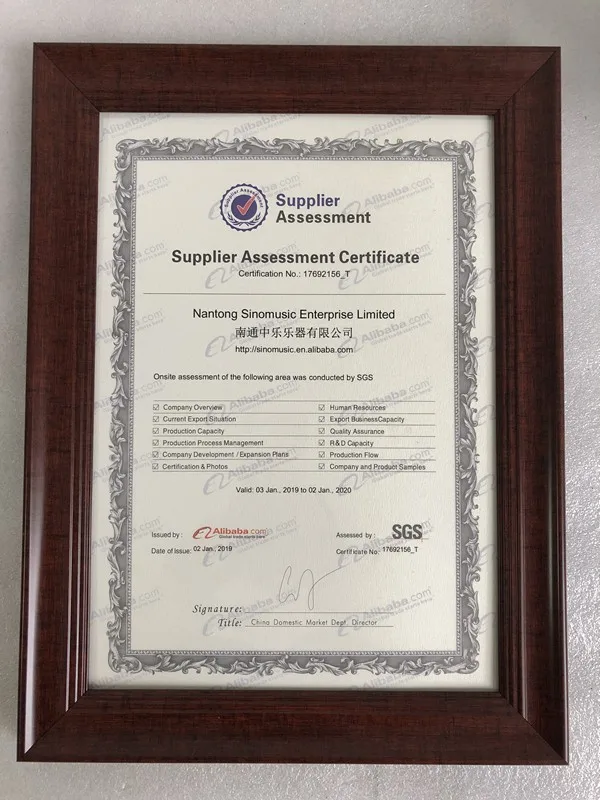 Supplier Assessment
Supplier
Assessment
Supplier Assessment Certificate
Certification No.: 17692156_T
Nantong Sinomusic Enterprise Limited
南通中乐乐器有限公司
http://sinomusic.en.alibaba.com
Onsite assessment of the following area was conducted by SGS
☑ Company Overview
☑ Human Resources
☑ Current Export Situation
☑ Export BusinessCapacity
☑ Production Capacity
☑ Quality Assurance
☑ Production Process Management
☑ R&D Capacity
☑ Company Development / Expansion Plans
☑ Production Flow
☑ Certification & Photos
☑ Company and Product Samples
Valid: 03 Jan., 2019 to 02 Jan., 2020
Issued by: Alibaba.com
Global trade starts here
Assessed by: SGS
Date of Issue: 02 Jan., 2019
Certificate No.: 17692156_T
Signature:
Title: China Domestic Market Dept. Director